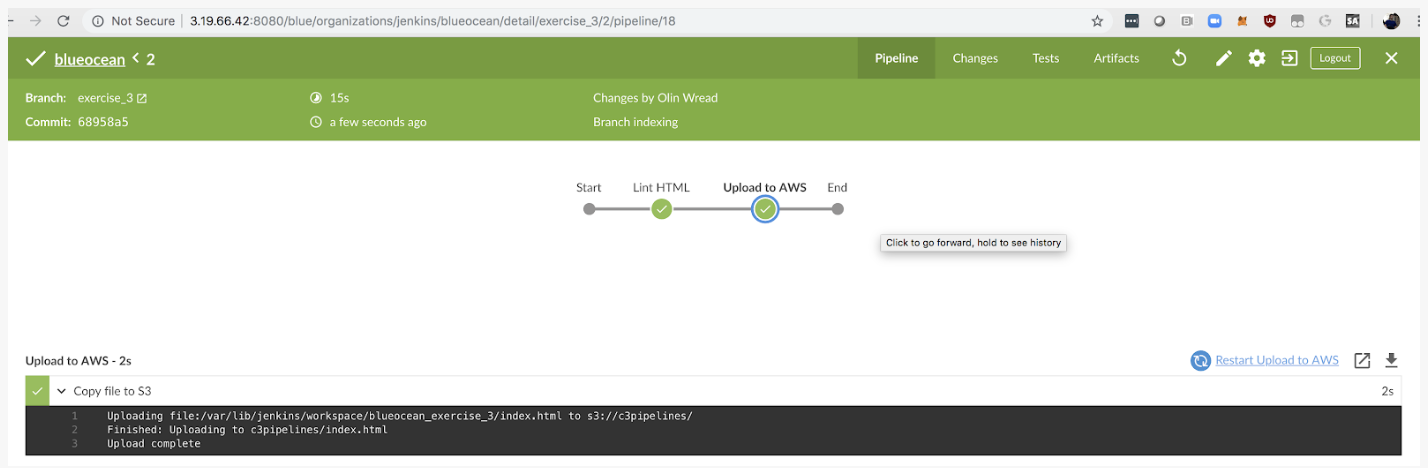 Not Secure | 3.19.66.42:8080/blue/organizations/jenkins/blueocean/detail/exercise_3/2/pipeline/18
blueocean < 2 Pipeline Changes Tests Artifacts Logout
Branch: exercise_3 15s Changes by Olin Wread
Commit: 68958a5 a few seconds ago Branch indexing
Start Lint HTML Upload to AWS End
Click to go forward, hold to see history
Upload to AWS - 2s Restart Upload to AWS
Copy file to S3 2s
1 Uploading file:/var/lib/jenkins/workspace/blueocean_exercise_3/index.html to s3://c3pipelines/
2 Finished: Uploading to c3pipelines/index.html
3 Upload complete